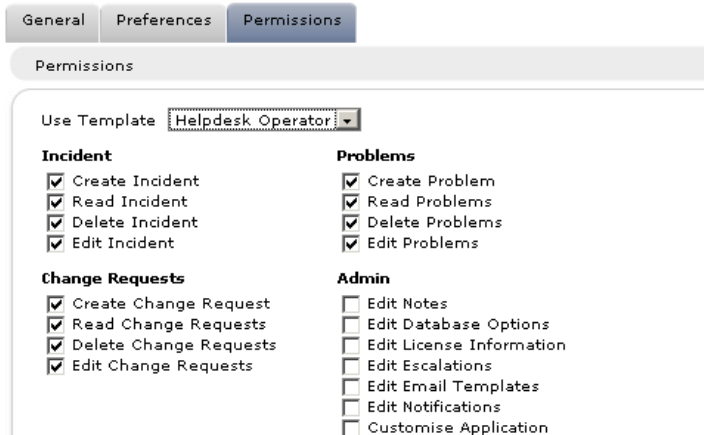 General Preferences Permissions
Permissions
Use Template Helpdesk Operator
Incident
Create Incident
Read Incident
Delete Incident
Edit Incident
Problems
Create Problem
Read Problems
Delete Problems
Edit Problems
Change Requests
Create Change Request
Read Change Requests
Delete Change Requests
Edit Change Requests
Admin
Edit Notes
Edit Database Options
Edit License Information
Edit Escalations
Edit Email Templates
Edit Notifications
Customise Application